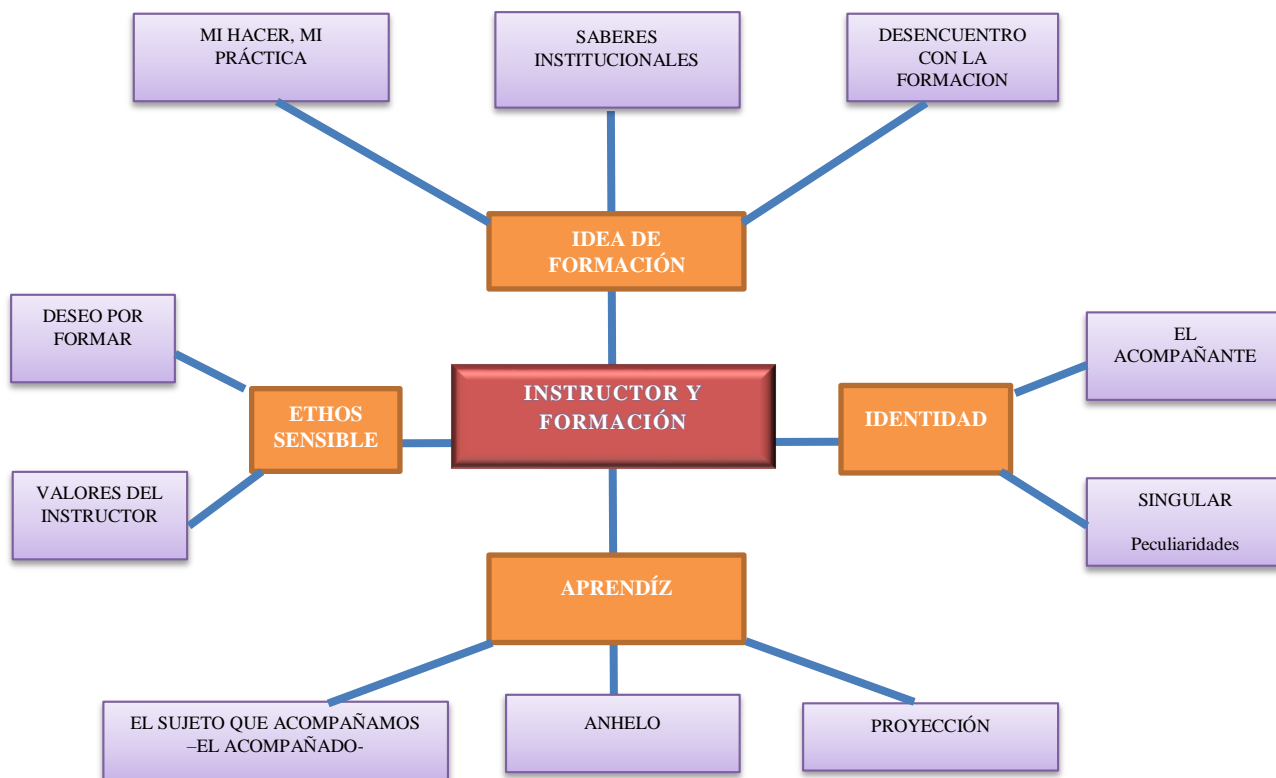 MI HACER, MI
PRÁCTICA
SABERES
INSTITUCIONALES
DESENCUENTRO
CON LA
FORMACION
IDEA DE
FORMACIÓN
DESEO POR
FORMAR
EL
ACOMPAÑANTE
INSTRUCTOR Y
FORMACIÓN
ETHOS
SENSIBLE
IDENTIDAD
VALORES DEL
INSTRUCTOR
SINGULAR
Peculiaridades
APRENDÍZ
EL SUJETO QUE ACOMPAÑAMOS
–EL ACOMPAÑADO-
ANHELO
PROYECCIÓN